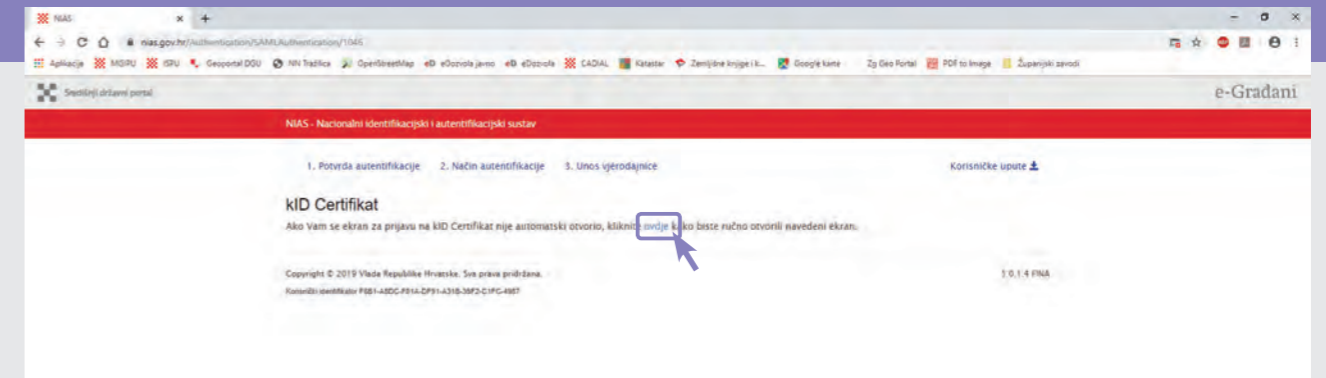 NIAS
nias.gov.hr/Authentication/SAMLAuthentication/1046
Aplikacije MGIPU ISPU Geoportal DGU NN Tražilica OpenStreetMap eDozvola javno eDozvola CADIAL Katastar Zemljišne knjige i k... Google karte Zg Geo Portal PDF to Image Županijski zavodi
Središnji državni portal
e-Građani
NIAS - Nacionalni identifikacijski i autentifikacijski sustav
1. Potvrda autentifikacije 2. Način autentifikacije 3. Unos vjerodajnice Korisničke upute
kID Certifikat
Ako Vam se ekran za prijavu na kID Certifikat nije automatski otvorio, kliknite ovdje kako biste ručno otvorili navedeni ekran.
Copyright © 2019 Vlada Republike Hrvatske. Sva prava pridržana. FINA
Korisnički identifikator